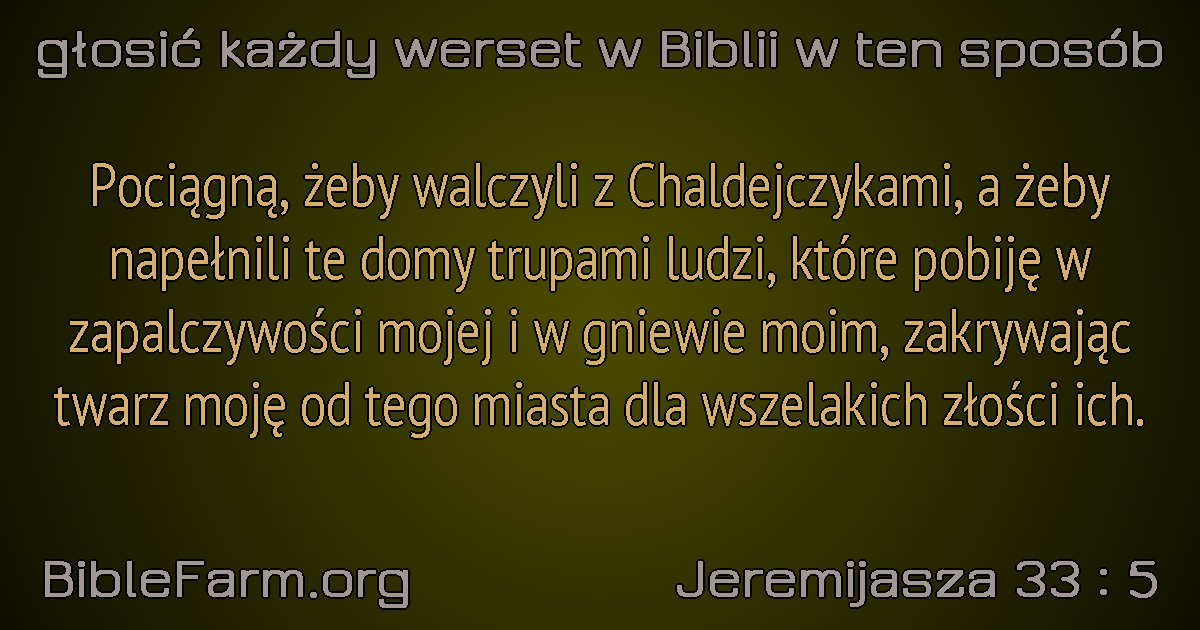 głosić każdy werset w Biblii w ten sposób
Pociągną, żeby walczyli z Chaldejczykami, a żeby
napełnili te domy trupami ludzi, które pobiję w
zapalczywości mojej i w gniewie moim, zakrywając
twarz moję od tego miasta dla wszelakich złości ich.
BibleFarm.org
Jeremijasza 33 : 5